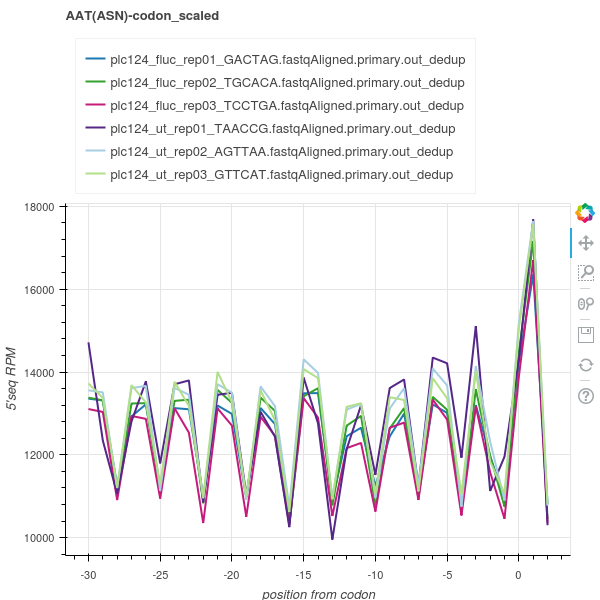 AAT(ASN)-codon_scaled
plc124_fluc_rep01_GACTAG.fastqAligned.primary.out_dedup
plc124_fluc_rep02_TGCACA.fastqAligned.primary.out_dedup
plc124_fluc_rep03_TCCTGA.fastqAligned.primary.out_dedup
plc124_ut_rep01_TAACCG.fastqAligned.primary.out_dedup
plc124_ut_rep02_AGTTAA.fastqAligned.primary.out_dedup
plc124_ut_rep03_GTTCAT.fastqAligned.primary.out_dedup
18000
16000
14000
12000
10000
5'seq RPM
-30 -25 -20 -15 -10 -5 0
position from codon